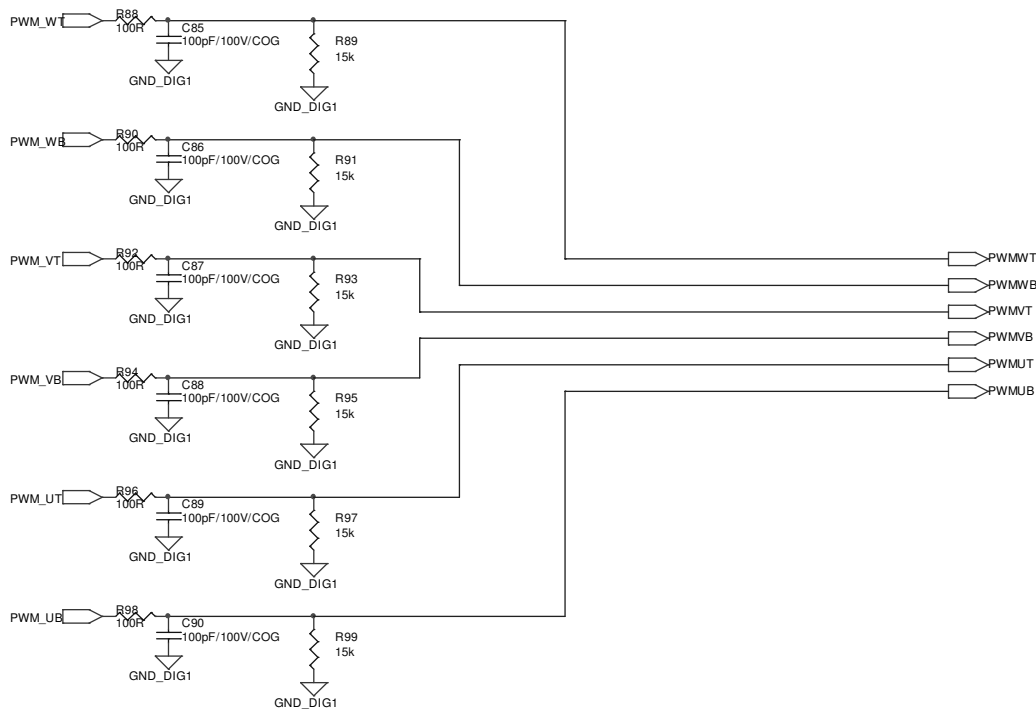 PWM_WT
R88
100R
C85
100pF/100V/COG
GND_DIG1
R89
15k
GND_DIG1
PWM_WB
R90
100R
C86
100pF/100V/COG
GND_DIG1
R91
15k
GND_DIG1
PWM_VT
R92
100R
C87
100pF/100V/COG
GND_DIG1
R93
15k
GND_DIG1
PWM_VB
R94
100R
C88
100pF/100V/COG
GND_DIG1
R95
15k
GND_DIG1
PWM_UT
R96
100R
C89
100pF/100V/COG
GND_DIG1
R97
15k
GND_DIG1
PWM_UB
R98
100R
C90
100pF/100V/COG
GND_DIG1
R99
15k
GND_DIG1
PWMWT
PWMWB
PWMVT
PWMVB
PWMUT
PWMUB